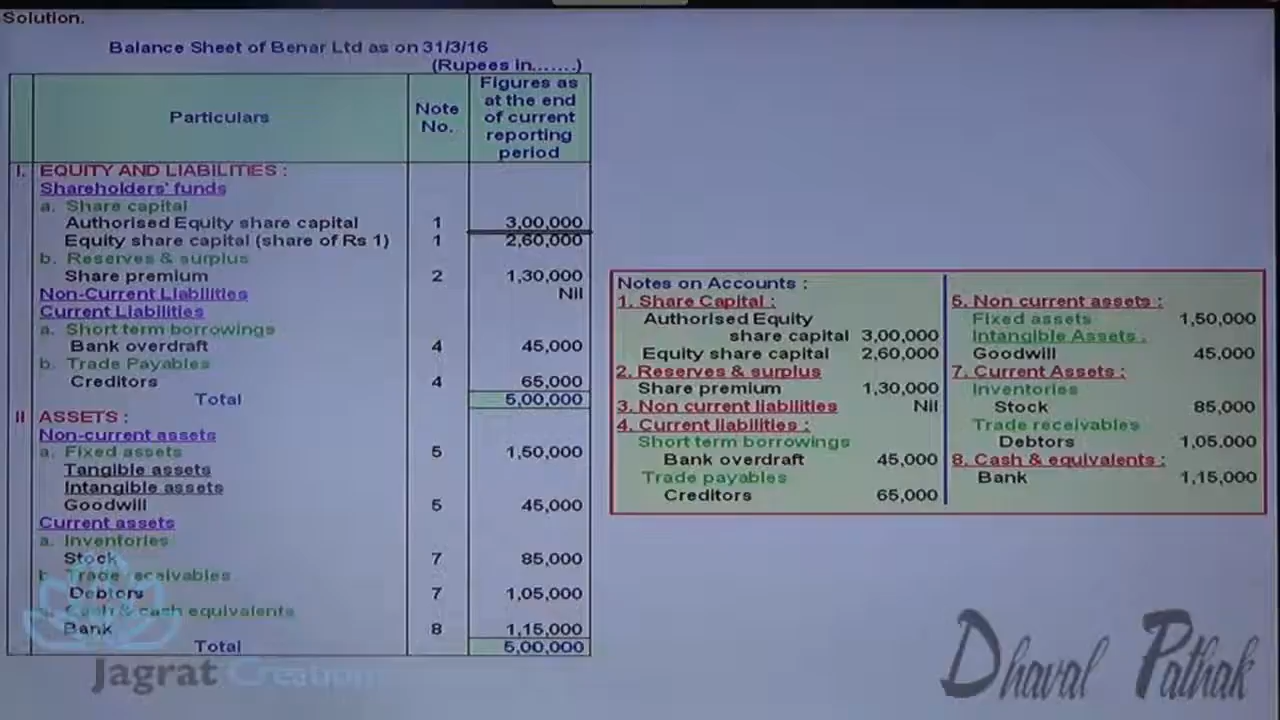 Solution.
Balance Sheet of Benar Ltd as on 31/3/16
(Rupees in.......)
Particulars
Note No.
Figures as at the end of current reporting period
I. EQUITY AND LIABILITIES :
Shareholders' funds
a. Share capital
Authorised Equity share capital 1 3,00,000
Equity share capital (share of Rs 1) 1 2,60,000
b. Reserves & surplus
Share premium 2 1,30,000
Non-Current Liabilities Nil
Current Liabilities
a. Short term borrowings
Bank overdraft 4 45,000
b. Trade Payables
Creditors 4 65,000
Total 5,00,000
II ASSETS :
Non-current assets
a. Fixed assets 5 1,50,000
Tangible assets
Intangible assets
Goodwill 5 45,000
Current assets
a. Inventories
Stock 7 85,000
b. Trade receivables
Debtors 7 1,05,000
Cash & cash equivalents
Bank 8 1,15,000
Total 5,00,000
Notes on Accounts :
1. Share Capital :
Authorised Equity
share capital 3,00,000
Equity share capital 2,60,000
2. Reserves & surplus
Share premium 1,30,000
3. Non current liabilities Nil
4. Current liabilities :
Short term borrowings
Bank overdraft 45,000
Trade payables
Creditors 65,000
5. Non current assets :
Fixed assets 1,50,000
Intangible Assets :
Goodwill 45,000
7. Current Assets :
Inventories
Stock 85,000
Trade receivables
Debtors 1,05,000
8. Cash & equivalents :
Bank 1,15,000
Jagrat Creation
Dhaval Pathak